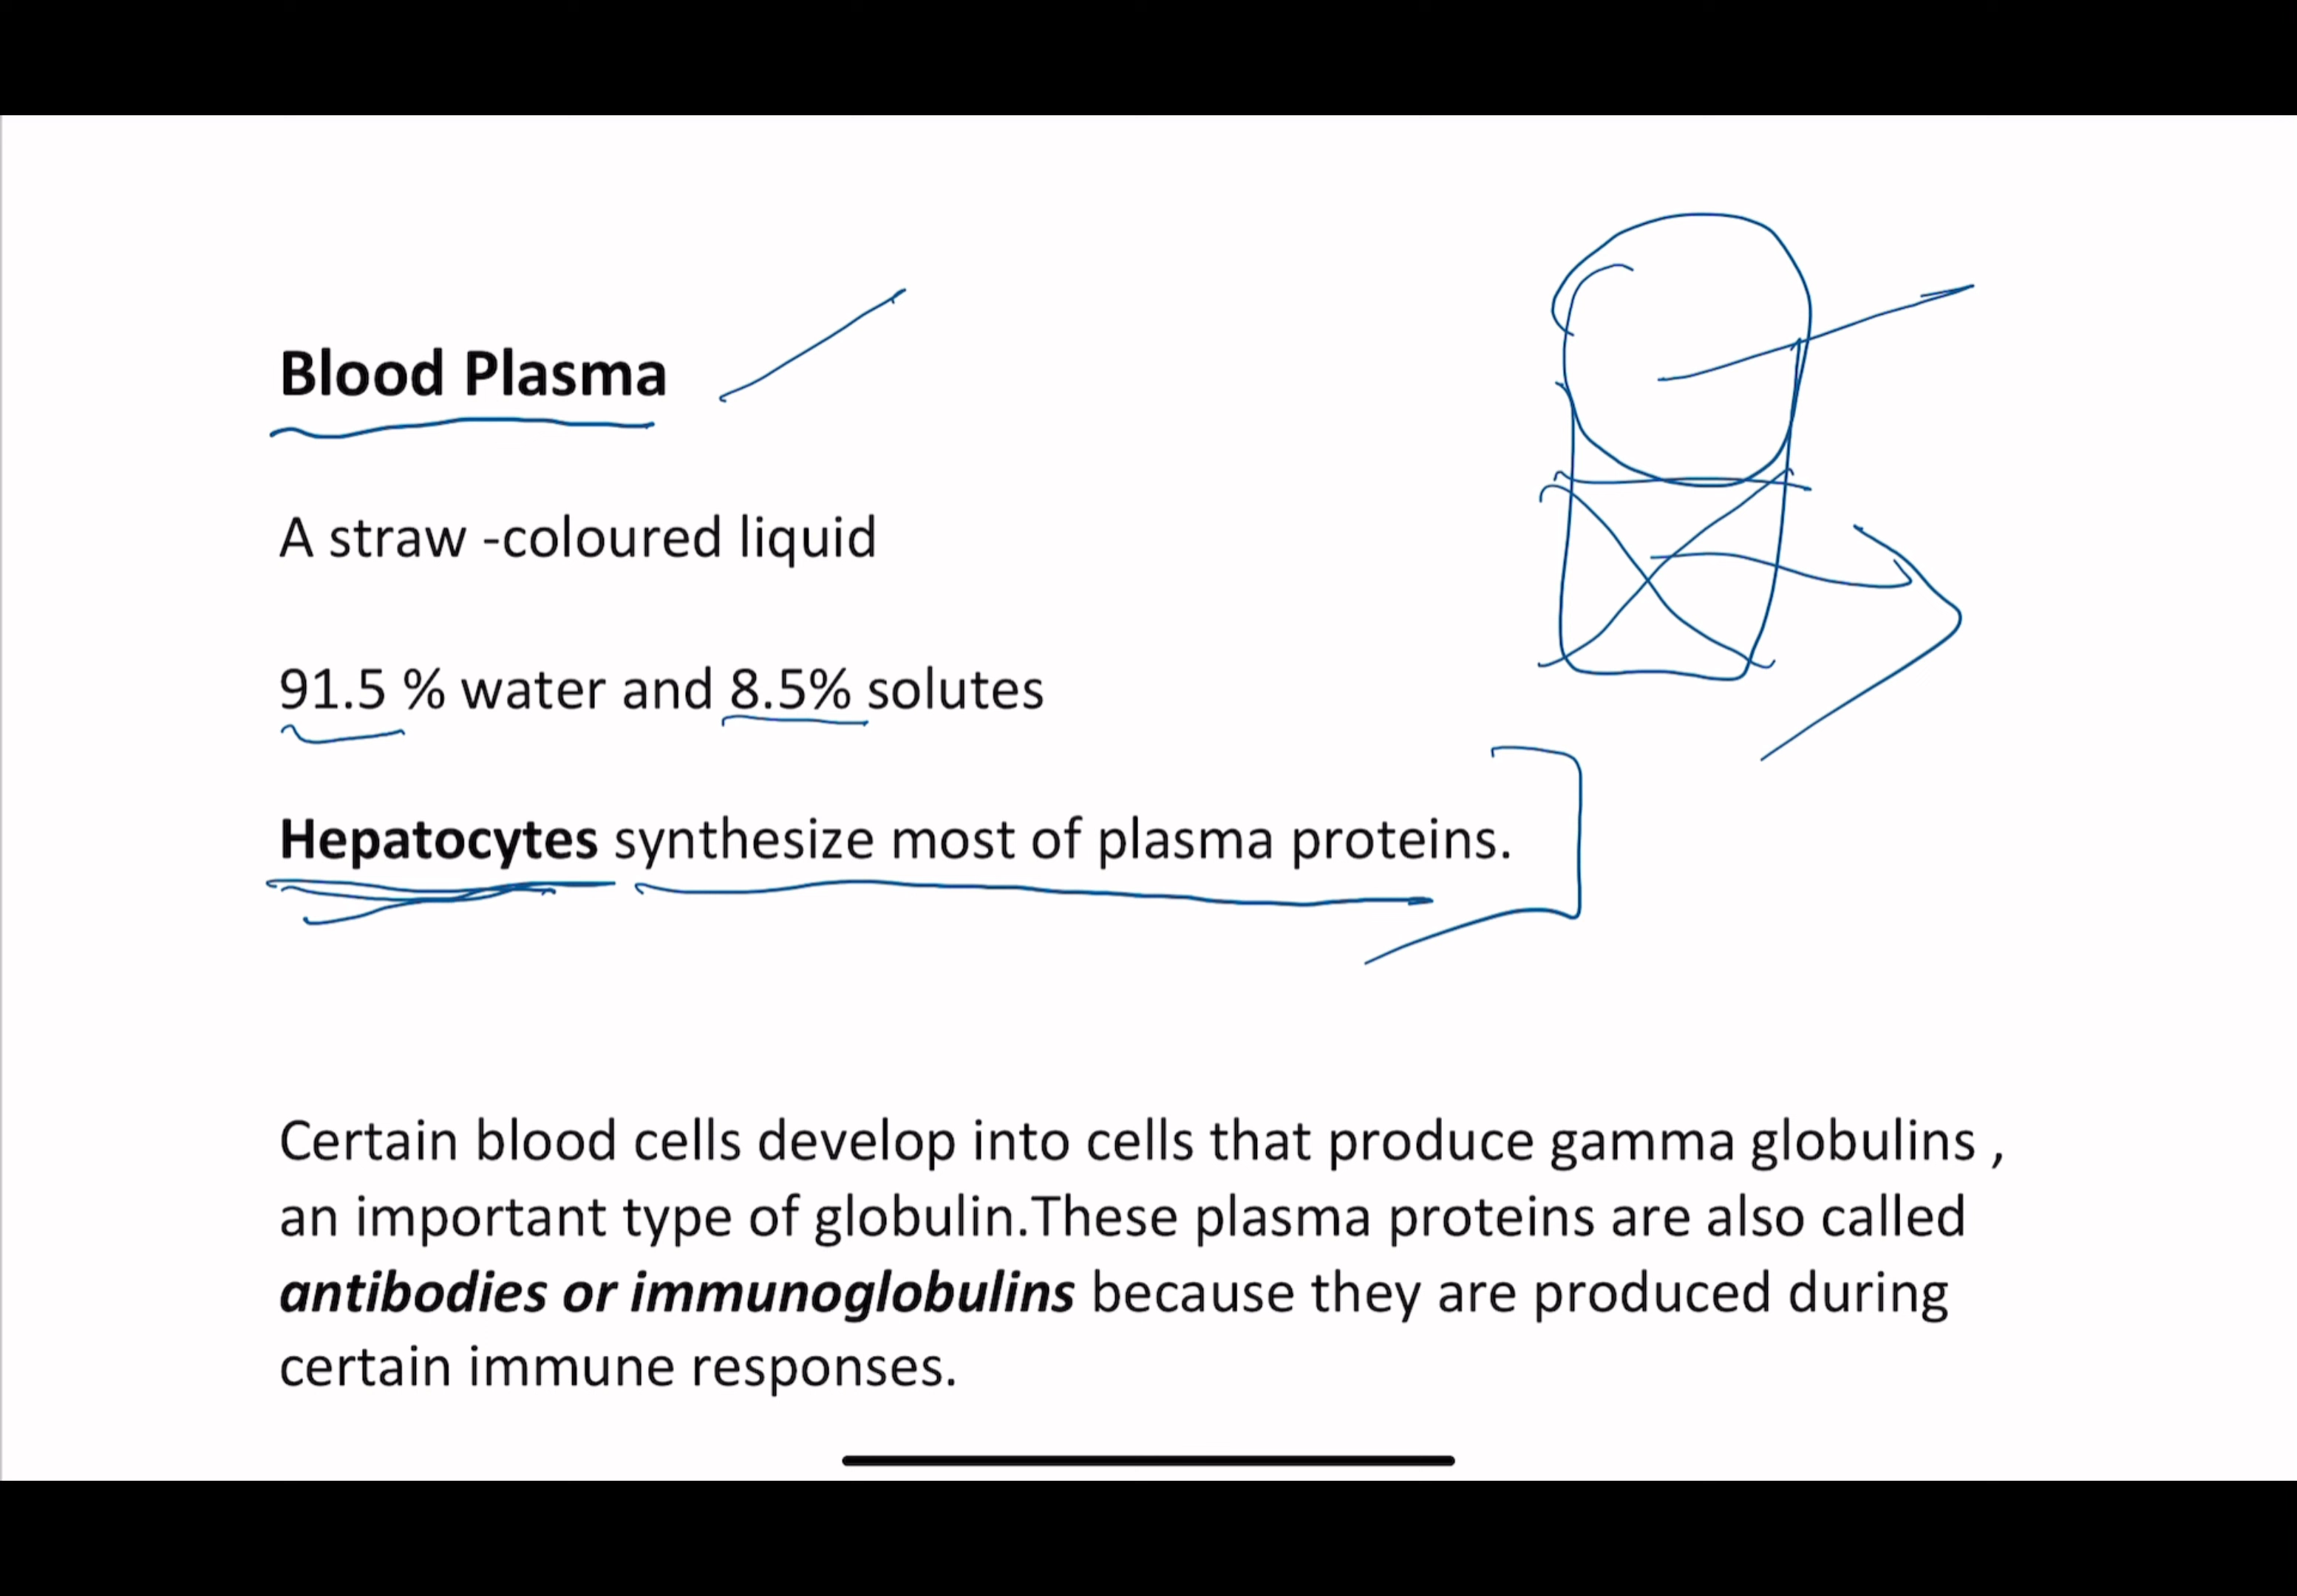 Blood Plasma
A straw -coloured liquid
91.5 % water and 8.5% solutes
Hepatocytes synthesize most of plasma proteins.
Certain blood cells develop into cells that produce gamma globulins ,
an important type of globulin.These plasma proteins are also called
antibodies or immunoglobulins because they are produced during
certain immune responses.